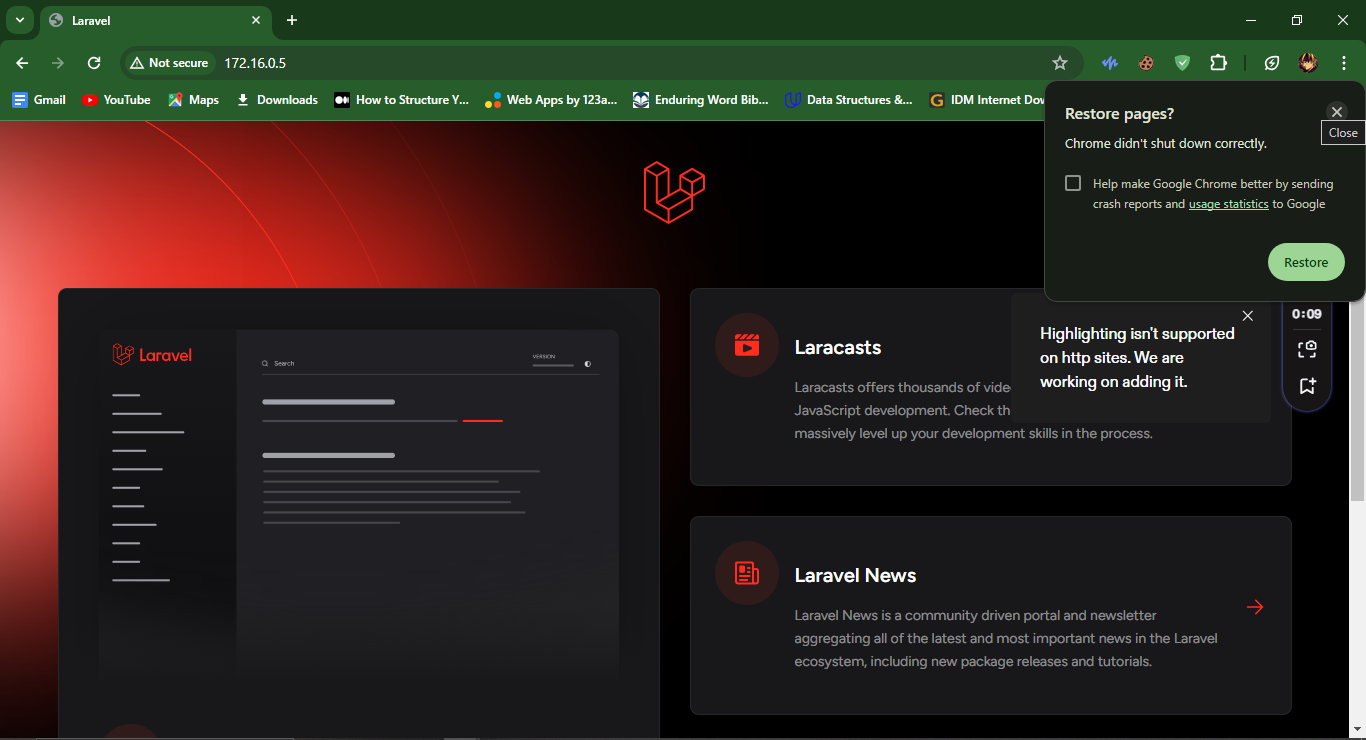 Laravel
Not secure
172.16.0.5
Gmail
YouTube
Maps
Downloads
How to Structure Y...
Web Apps by 123a...
Enduring Word Bib...
Data Structures &...
IDM Internet Dow
Restore pages?
Close
Chrome didn't shut down correctly.
Help make Google Chrome better by sending
crash reports and usage statistics to Google
Restore
Laravel
Search
VERSION
Laracasts
Laracasts offers thousands of vide
JavaScript development. Check th
massively level up your development skills in the process.
Highlighting isn't supported
on http sites. We are
working on adding it.
0:09
Laravel News
Laravel News is a community driven portal and newsletter
aggregating all of the latest and most important news in the Laravel
ecosystem, including new package releases and tutorials.